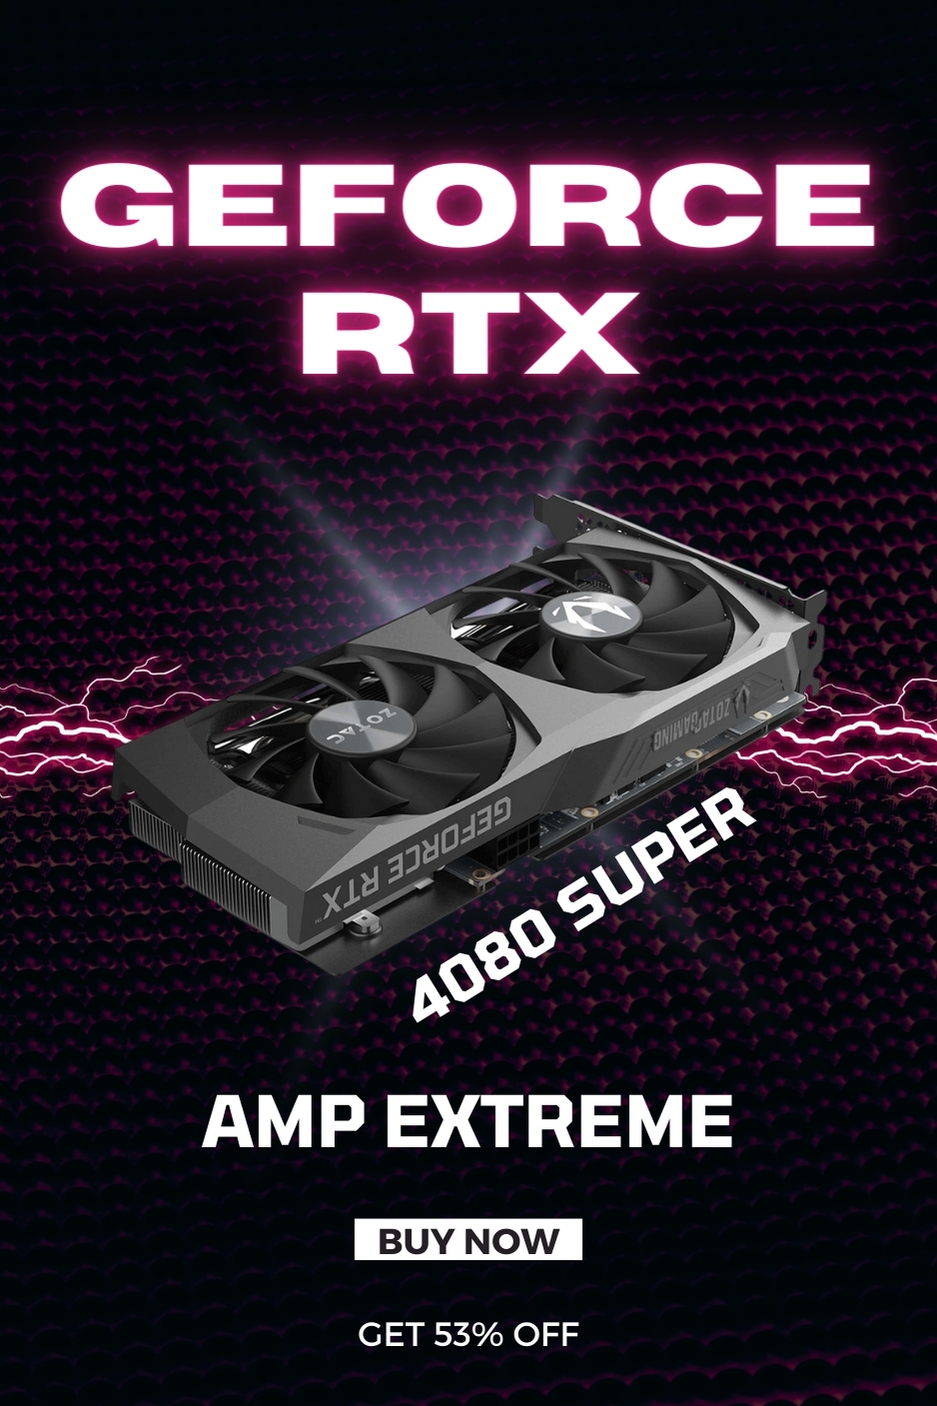 GEFORCE
RTX
ZOTAC
ZOTAC GAMING
GEFORCE RTX
4080 SUPER
AMP EXTREME
BUY NOW
GET 53% OFF